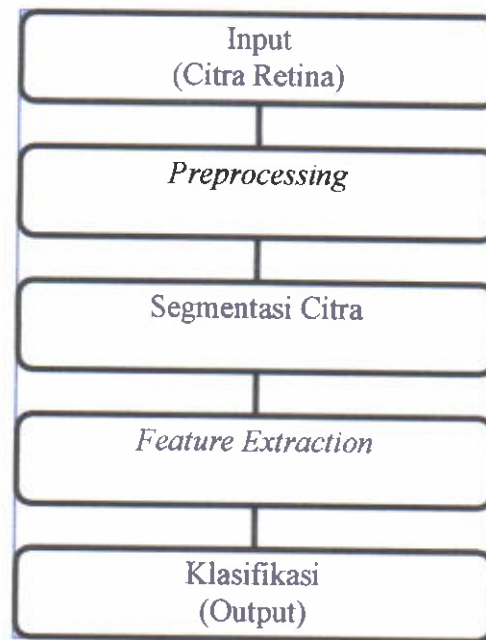 Input
(Citra Retina)
Preprocessing
Segmentasi Citra
Feature Extraction
Klasifikasi
(Output)